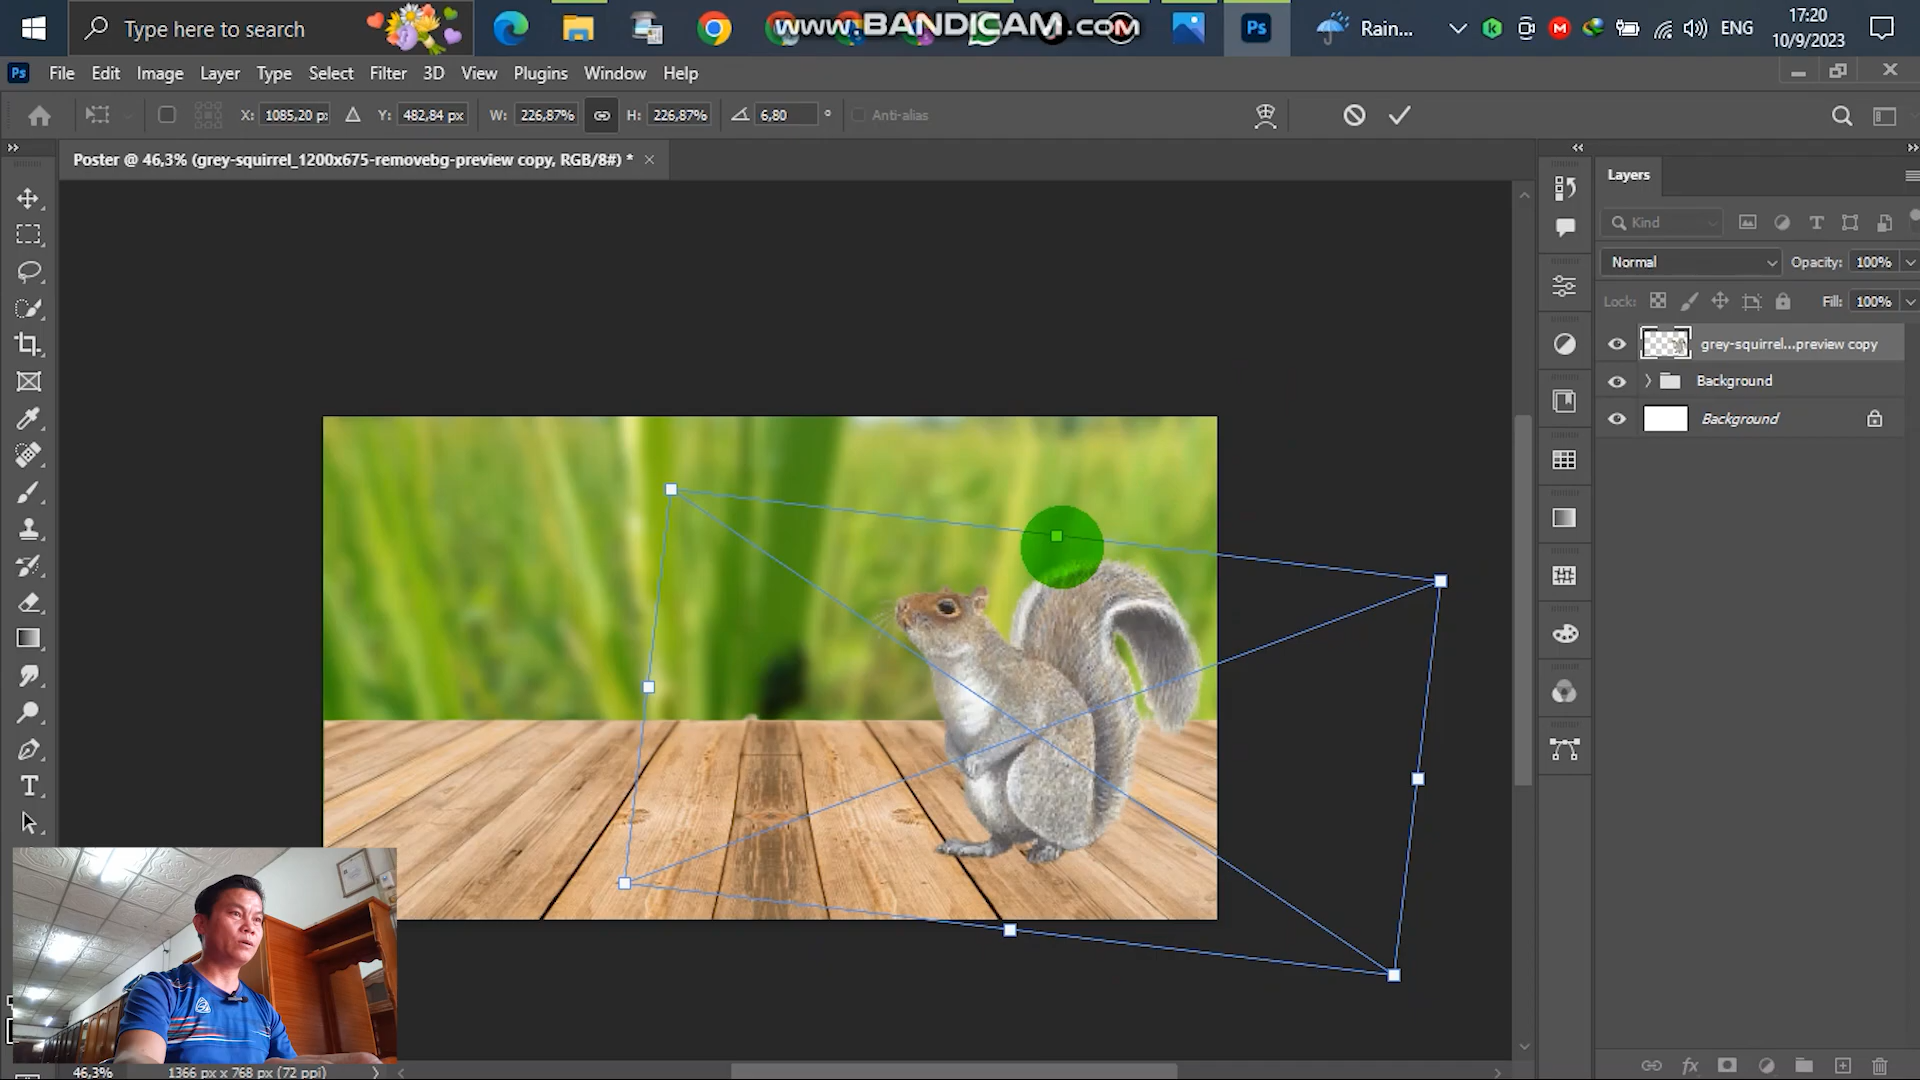 Type here to search
www.BANDICAM.com
Ps
Rain...
ENG
17:20
10/9/2023
Ps
File
Edit
Image
Layer
Type
Select
Filter
3D
View
Plugins
Window
Help
X: 1085,20 p
Y: 482,84 px
W: 226,87%
H: 226,87%
6,80 °
Anti-alias
Poster @ 46,3% (grey-squirrel_1200x675-removebg-preview copy, RGB/8#) *
Layers
Kind
Normal
Opacity: 100%
Lock:
Fill: 100%
grey-squirrel...preview copy
Background
Background
46,3%
1366 px x 768 px (72 ppi)